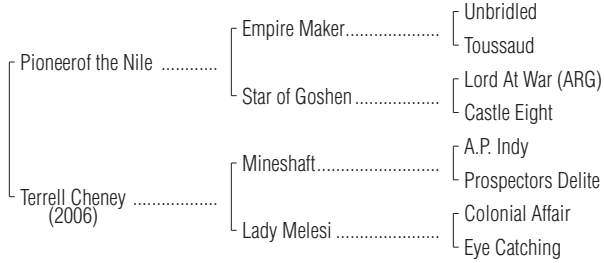 Unbridled
Empire Maker....................
Toussaud
Pioneerof the Nile ............
Lord At War (ARG)
Star of Goshen..................
Castle Eight
A.P. Indy
Mineshaft..........................
Prospectors Delite
Terrell Cheney ..................
(2006)
Colonial Affair
Lady Melesi ......................
Eye Catching